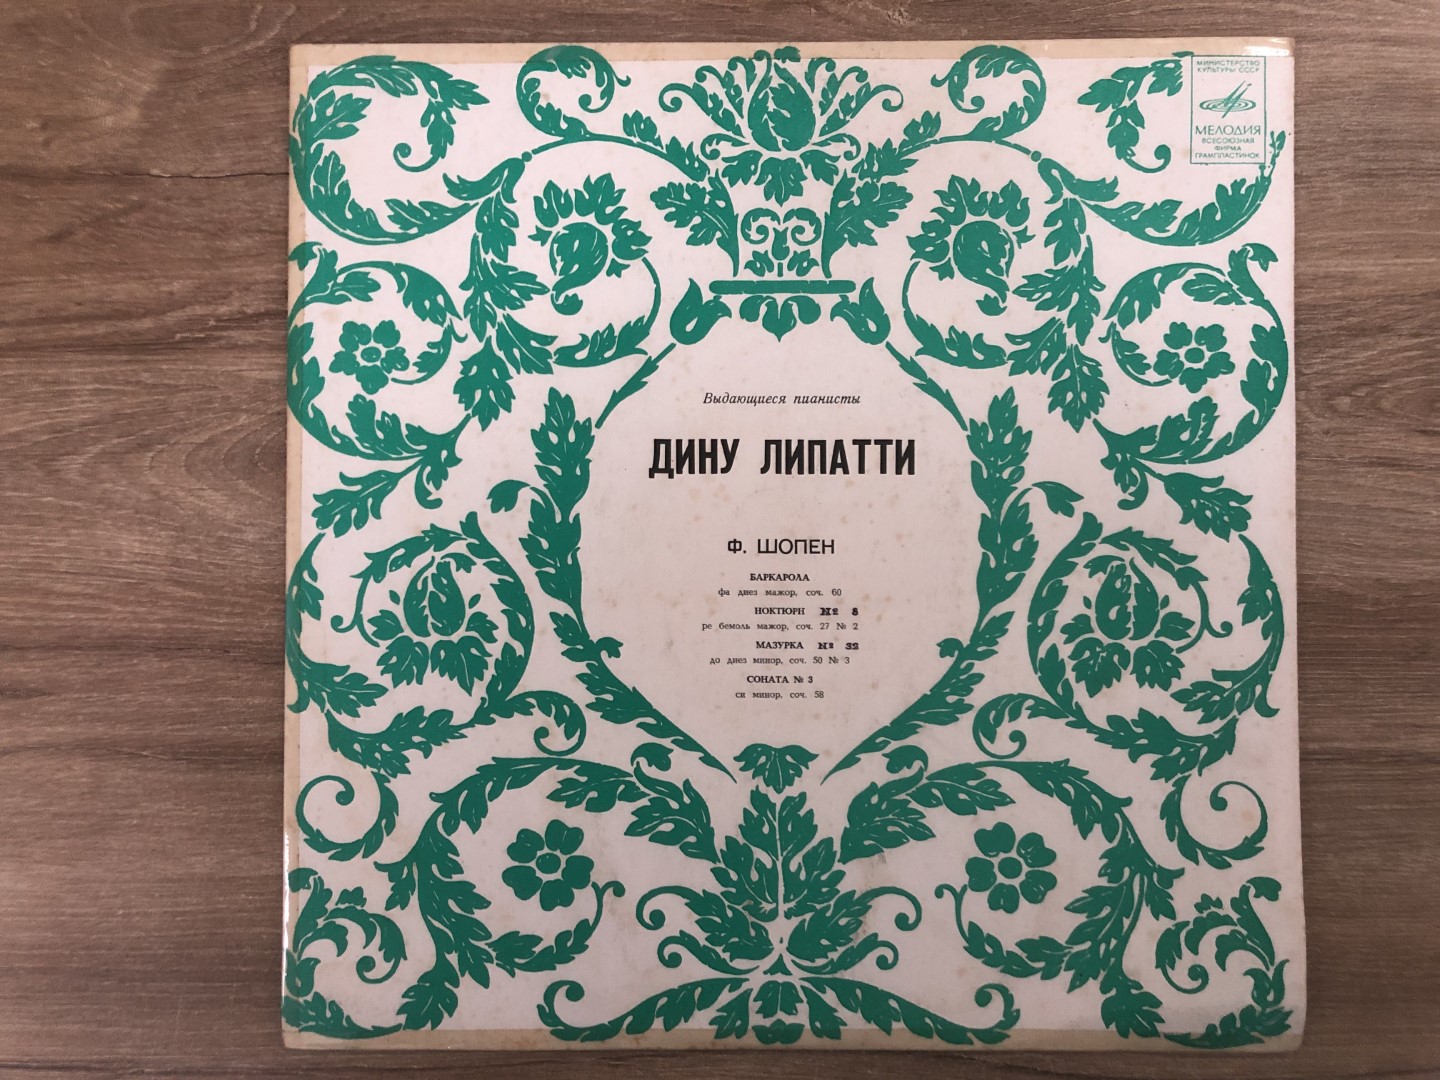 МИНИСТЕРСТВО
КУЛЬТУРЫ СССР
МЕЛОДИЯ
ВСЕСОЮЗНАЯ
ФИРМА
ГРАМПЛАСТИНОК
Выдающиеся пианисты
ДИНУ ЛИПАТТИ
Ф. ШОПЕН
БАРКАРОЛА
фа диез мажор, соч. 60
НОКТЮРН № 8
ре бемоль мажор, соч. 27 № 2
МАЗУРКА № 32
до диез минор, соч. 50 № 3
СОНАТА № 3
си минор, соч. 58